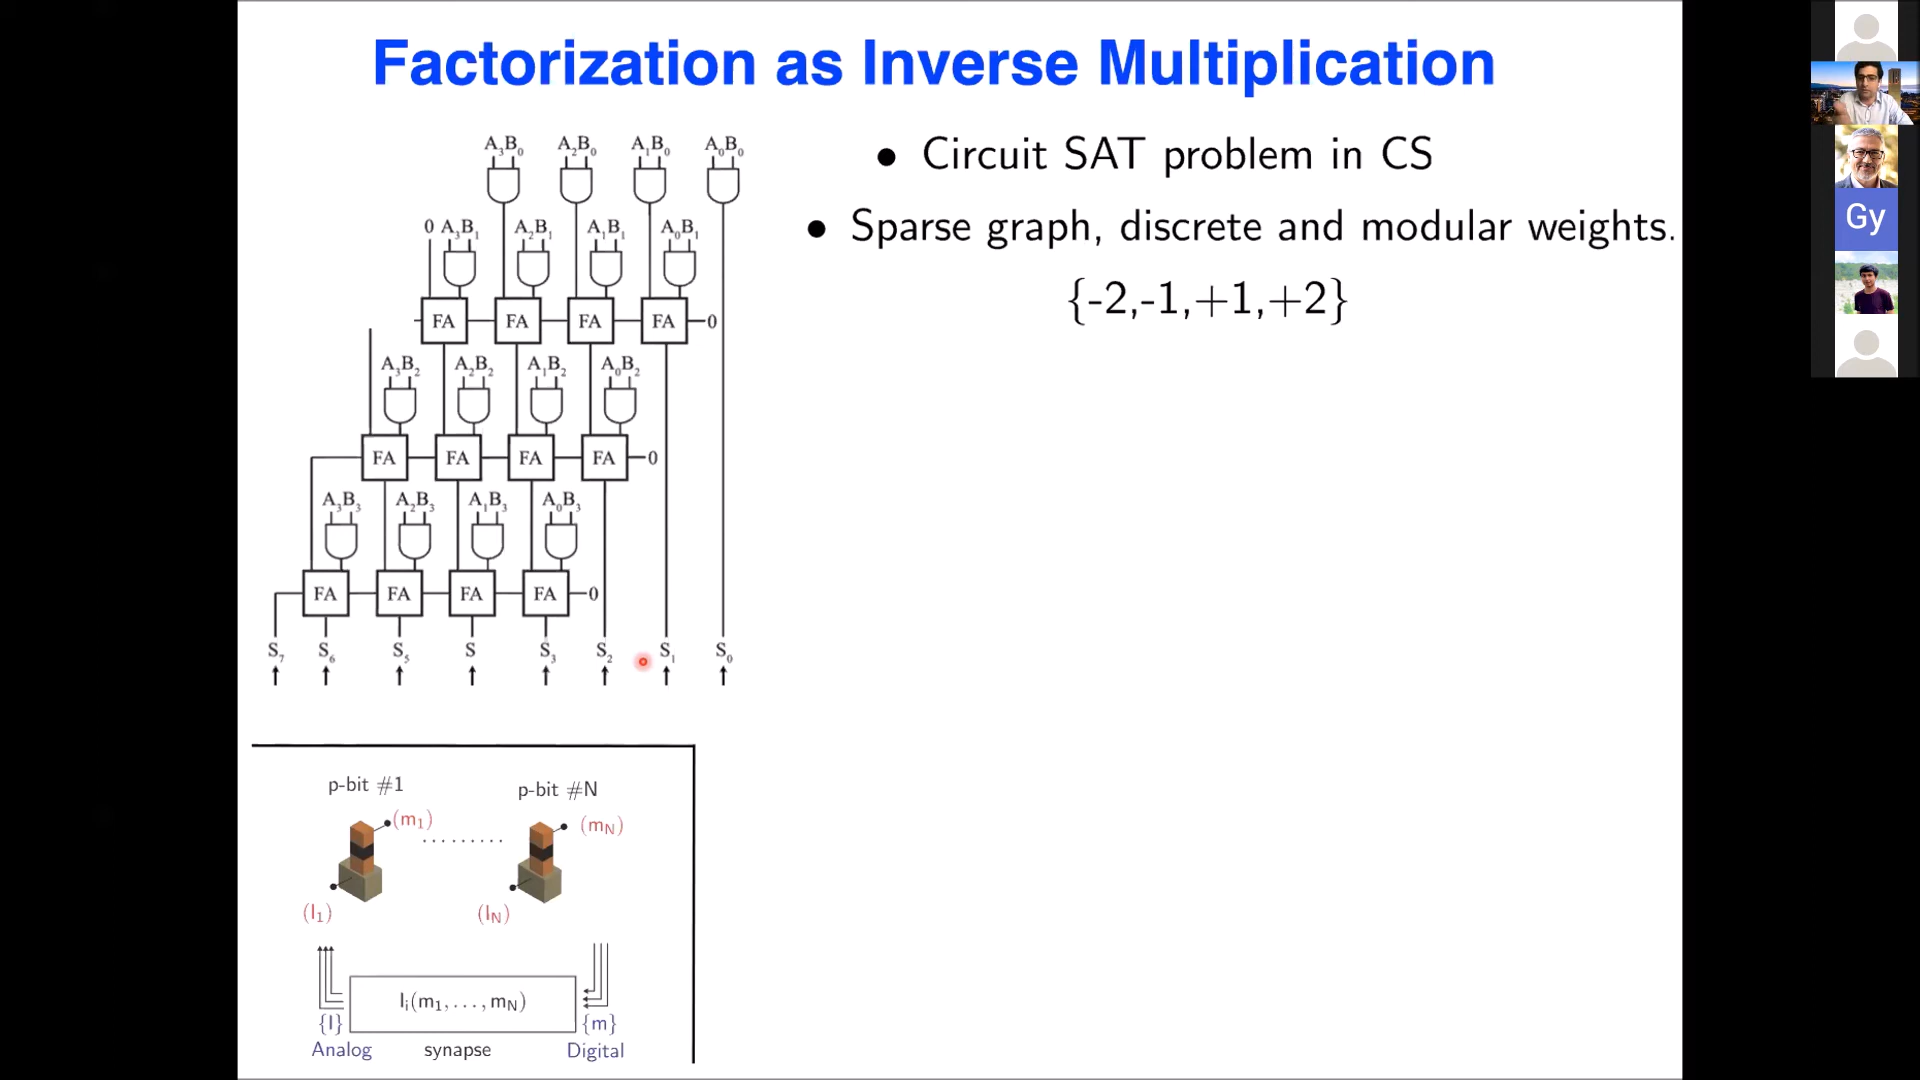 Factorization as Inverse Multiplication
A₃B₀ A₂B₀ A₁B₀ A₀B₀
0 A₃B₁ A₂B₁ A₁B₁ A₀B₁
FA FA FA FA 0
A₃B₂ A₂B₂ A₁B₂ A₀B₂
FA FA FA FA 0
A₃B₃ A₂B₃ A₁B₃ A₀B₃
FA FA FA FA 0
S₇ S₆ S₅ S S₃ S₂ S₁ S₀
• Circuit SAT problem in CS
• Sparse graph, discrete and modular weights.
{-2,-1,+1,+2}
p-bit #1 p-bit #N
(m₁) ......... (m_N)
(I₁) (I_N)
I_i(m₁,...,m_N)
{I} {m}
Analog synapse Digital
Gy